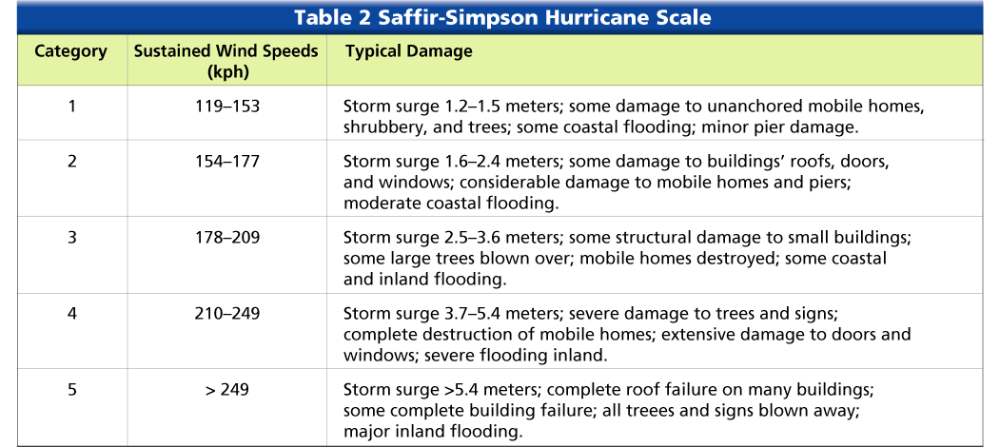 Table 2 Saffir-Simpson Hurricane Scale
Category
Sustained Wind Speeds
(kph)
Typical Damage
1
119–153
Storm surge 1.2–1.5 meters; some damage to unanchored mobile homes,
shrubbery, and trees; some coastal flooding; minor pier damage.
2
154–177
Storm surge 1.6–2.4 meters; some damage to buildings’ roofs, doors,
and windows; considerable damage to mobile homes and piers;
moderate coastal flooding.
3
178–209
Storm surge 2.5–3.6 meters; some structural damage to small buildings;
some large trees blown over; mobile homes destroyed; some coastal
and inland flooding.
4
210–249
Storm surge 3.7–5.4 meters; severe damage to trees and signs;
complete destruction of mobile homes; extensive damage to doors and
windows; severe flooding inland.
5
> 249
Storm surge >5.4 meters; complete roof failure on many buildings;
some complete building failure; all treees and signs blown away;
major inland flooding.